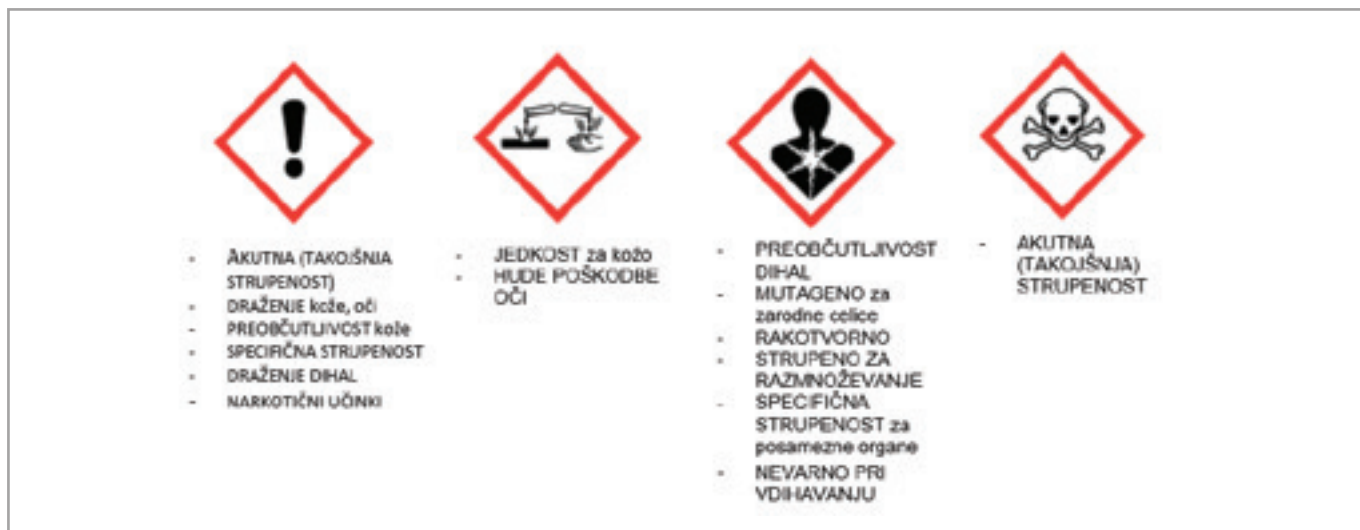 - AKUTNA (TAKOJŠNJA
STRUPENOST)
- DRAŽENJE kože, oči
- PREOBČUTLJIVOST kože
- SPECIFIČNA STRUPENOST
- DRAŽENJE DIHAL
- NARKOTIČNI UČINKI
- JEDKOST za kožo
- HUDE POŠKODBE
OČI
- PREOBČUTLJIVOST
DIHAL
- MUTAGENO za
zarodne celice
- RAKOTVORNO
- STRUPENO ZA
RAZMNOŽEVANJE
- SPECIFIČNA
STRUPENOST za
posamezne organe
- NEVARNO PRI
VDIHAVANJU
- AKUTNA
(TAKOJŠNJA)
STRUPENOST